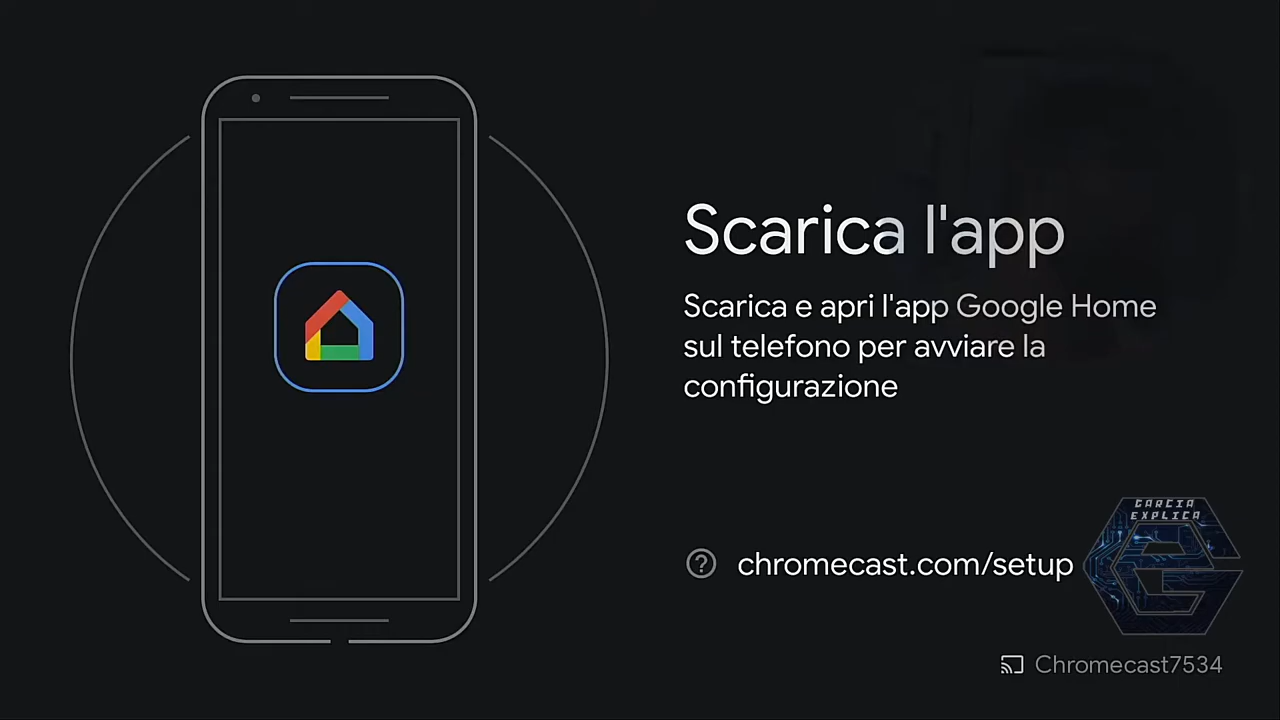 Scarica l'app
Scarica e apri l'app Google Home
sul telefono per avviare la
configurazione
? chromecast.com/setup
GARCIA
EXPLICA
Chromecast7534